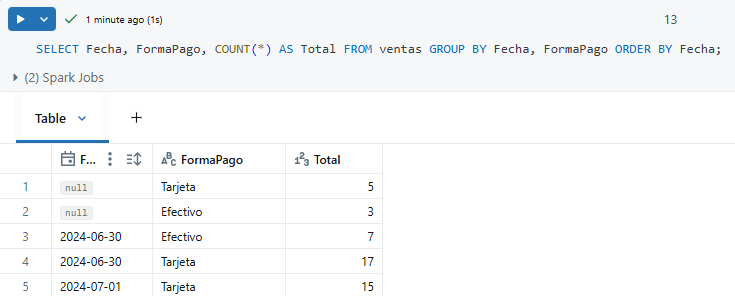 1 minute ago (1s)
13
SELECT Fecha, FormaPago, COUNT(*) AS Total FROM ventas GROUP BY Fecha, FormaPago ORDER BY Fecha;
(2) Spark Jobs
Table
F... FormaPago Total
1 null Tarjeta 5
2 null Efectivo 3
3 2024-06-30 Efectivo 7
4 2024-06-30 Tarjeta 17
5 2024-07-01 Tarjeta 15